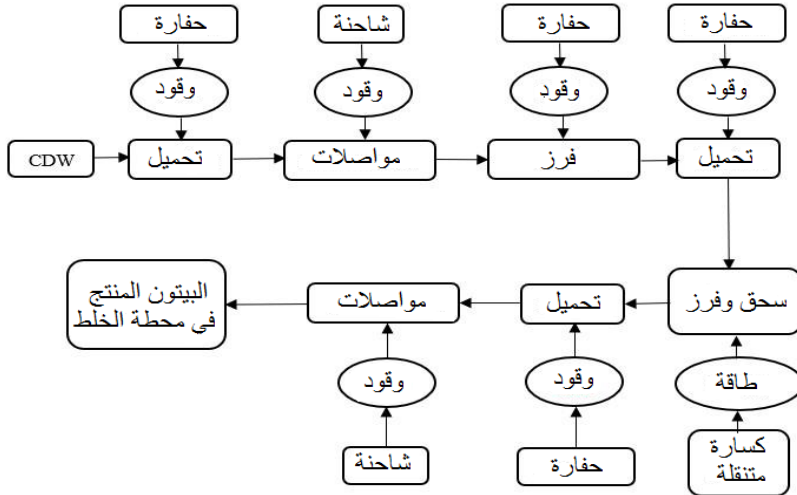 حفارة
شاحنة
حفارة
حفارة
وقود
وقود
وقود
وقود
CDW
تحميل
مواصلات
فرز
تحميل
البيتون المنتج
في محطة الخلط
مواصلات
تحميل
سحق وفرز
وقود
وقود
طاقة
شاحنة
حفارة
كسارة
متنقلة